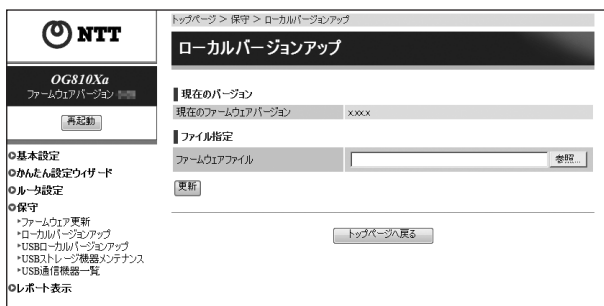 NTT
OG810Xa
ファームウェアバージョン
再起動
基本設定
かんたん設定ウィザード
ルータ設定
保守
ファームウェア更新
ローカルバージョンアップ
USBローカルバージョンアップ
USBストレージ機器メンテナンス
USB通信機器一覧
レポート表示
トップページ > 保守 > ローカルバージョンアップ
ローカルバージョンアップ
現在のバージョン
現在のファームウェアバージョン x.xx.x
ファイル指定
ファームウェアファイル 参照...
更新
トップページへ戻る